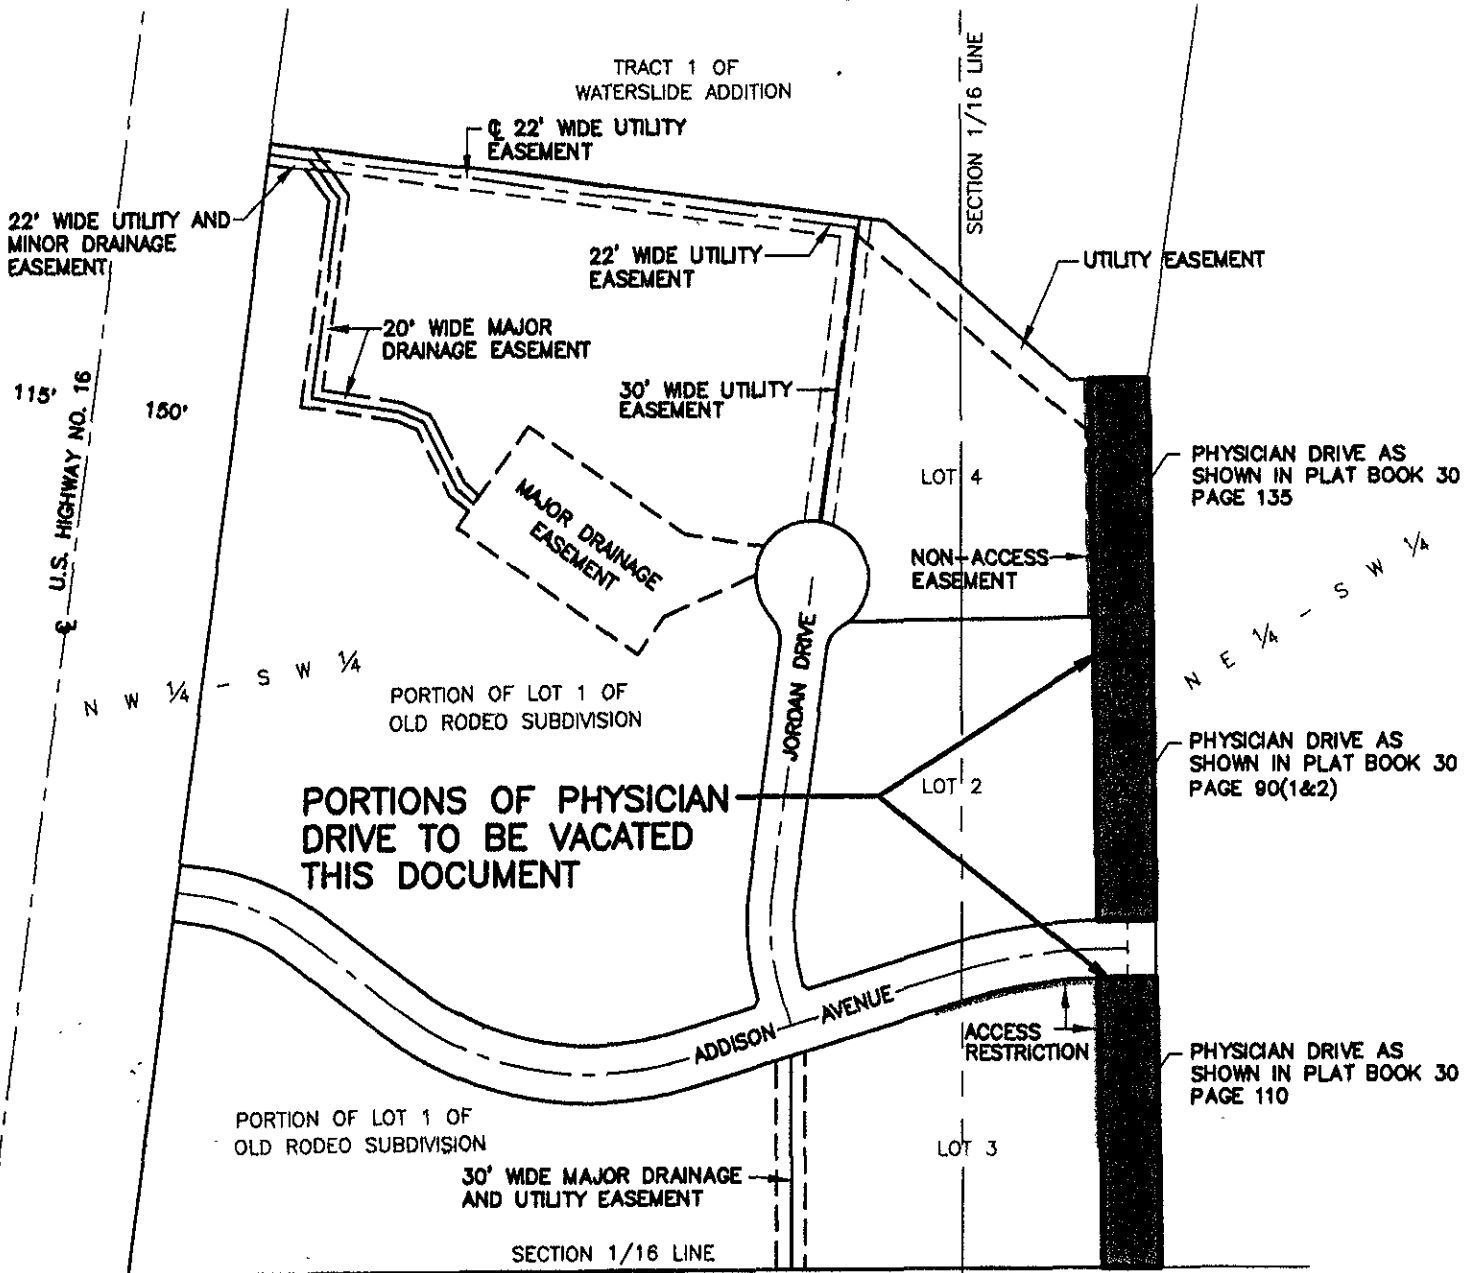 TRACT 1 OF
WATERSLIDE ADDITION
SECTION 1/16 LINE
℄ 22' WIDE UTILITY
EASEMENT
22' WIDE UTILITY AND
MINOR DRAINAGE
EASEMENT
22' WIDE UTILITY
EASEMENT
UTILITY EASEMENT
20' WIDE MAJOR
DRAINAGE EASEMENT
30' WIDE UTILITY
EASEMENT
115'
150'
℄ U.S. HIGHWAY NO. 16
MAJOR DRAINAGE
EASEMENT
LOT 4
PHYSICIAN DRIVE AS
SHOWN IN PLAT BOOK 30
PAGE 135
NON-ACCESS
EASEMENT
N E 1/4 - S W 1/4
N W 1/4 - S W 1/4
JORDAN DRIVE
PORTION OF LOT 1 OF
OLD RODEO SUBDIVISION
PHYSICIAN DRIVE AS
SHOWN IN PLAT BOOK 30
PAGE 90(1&2)
LOT 2
PORTIONS OF PHYSICIAN
DRIVE TO BE VACATED
THIS DOCUMENT
ADDISON AVENUE
ACCESS
RESTRICTION
PHYSICIAN DRIVE AS
SHOWN IN PLAT BOOK 30
PAGE 110
PORTION OF LOT 1 OF
OLD RODEO SUBDIVISION
LOT 3
30' WIDE MAJOR DRAINAGE
AND UTILITY EASEMENT
SECTION 1/16 LINE